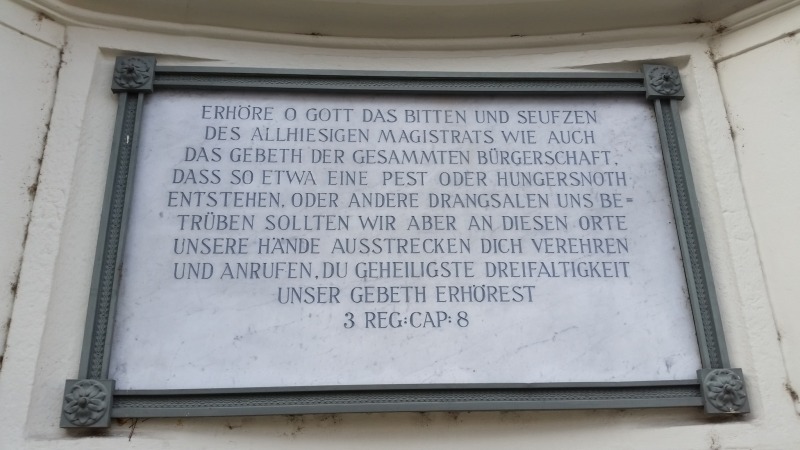 ERHÖRE O GOTT DAS BITTEN UND SEUFZEN
DES ALLHIESIGEN MAGISTRATS WIE AUCH
DAS GEBETH DER GESAMMTEN BÜRGERSCHAFT,
DASS SO ETWA EINE PEST ODER HUNGERSNOTH
ENTSTEHEN, ODER ANDERE DRANGSALEN UNS BE=
TRÜBEN SOLLTEN WIR ABER AN DIESEN ORTE
UNSERE HÄNDE AUSSTRECKEN DICH VEREHREN
UND ANRUFEN, DU GEHEILIGSTE DREIFALTIGKEIT
UNSER GEBETH ERHÖREST
3 REG:CAP: 8